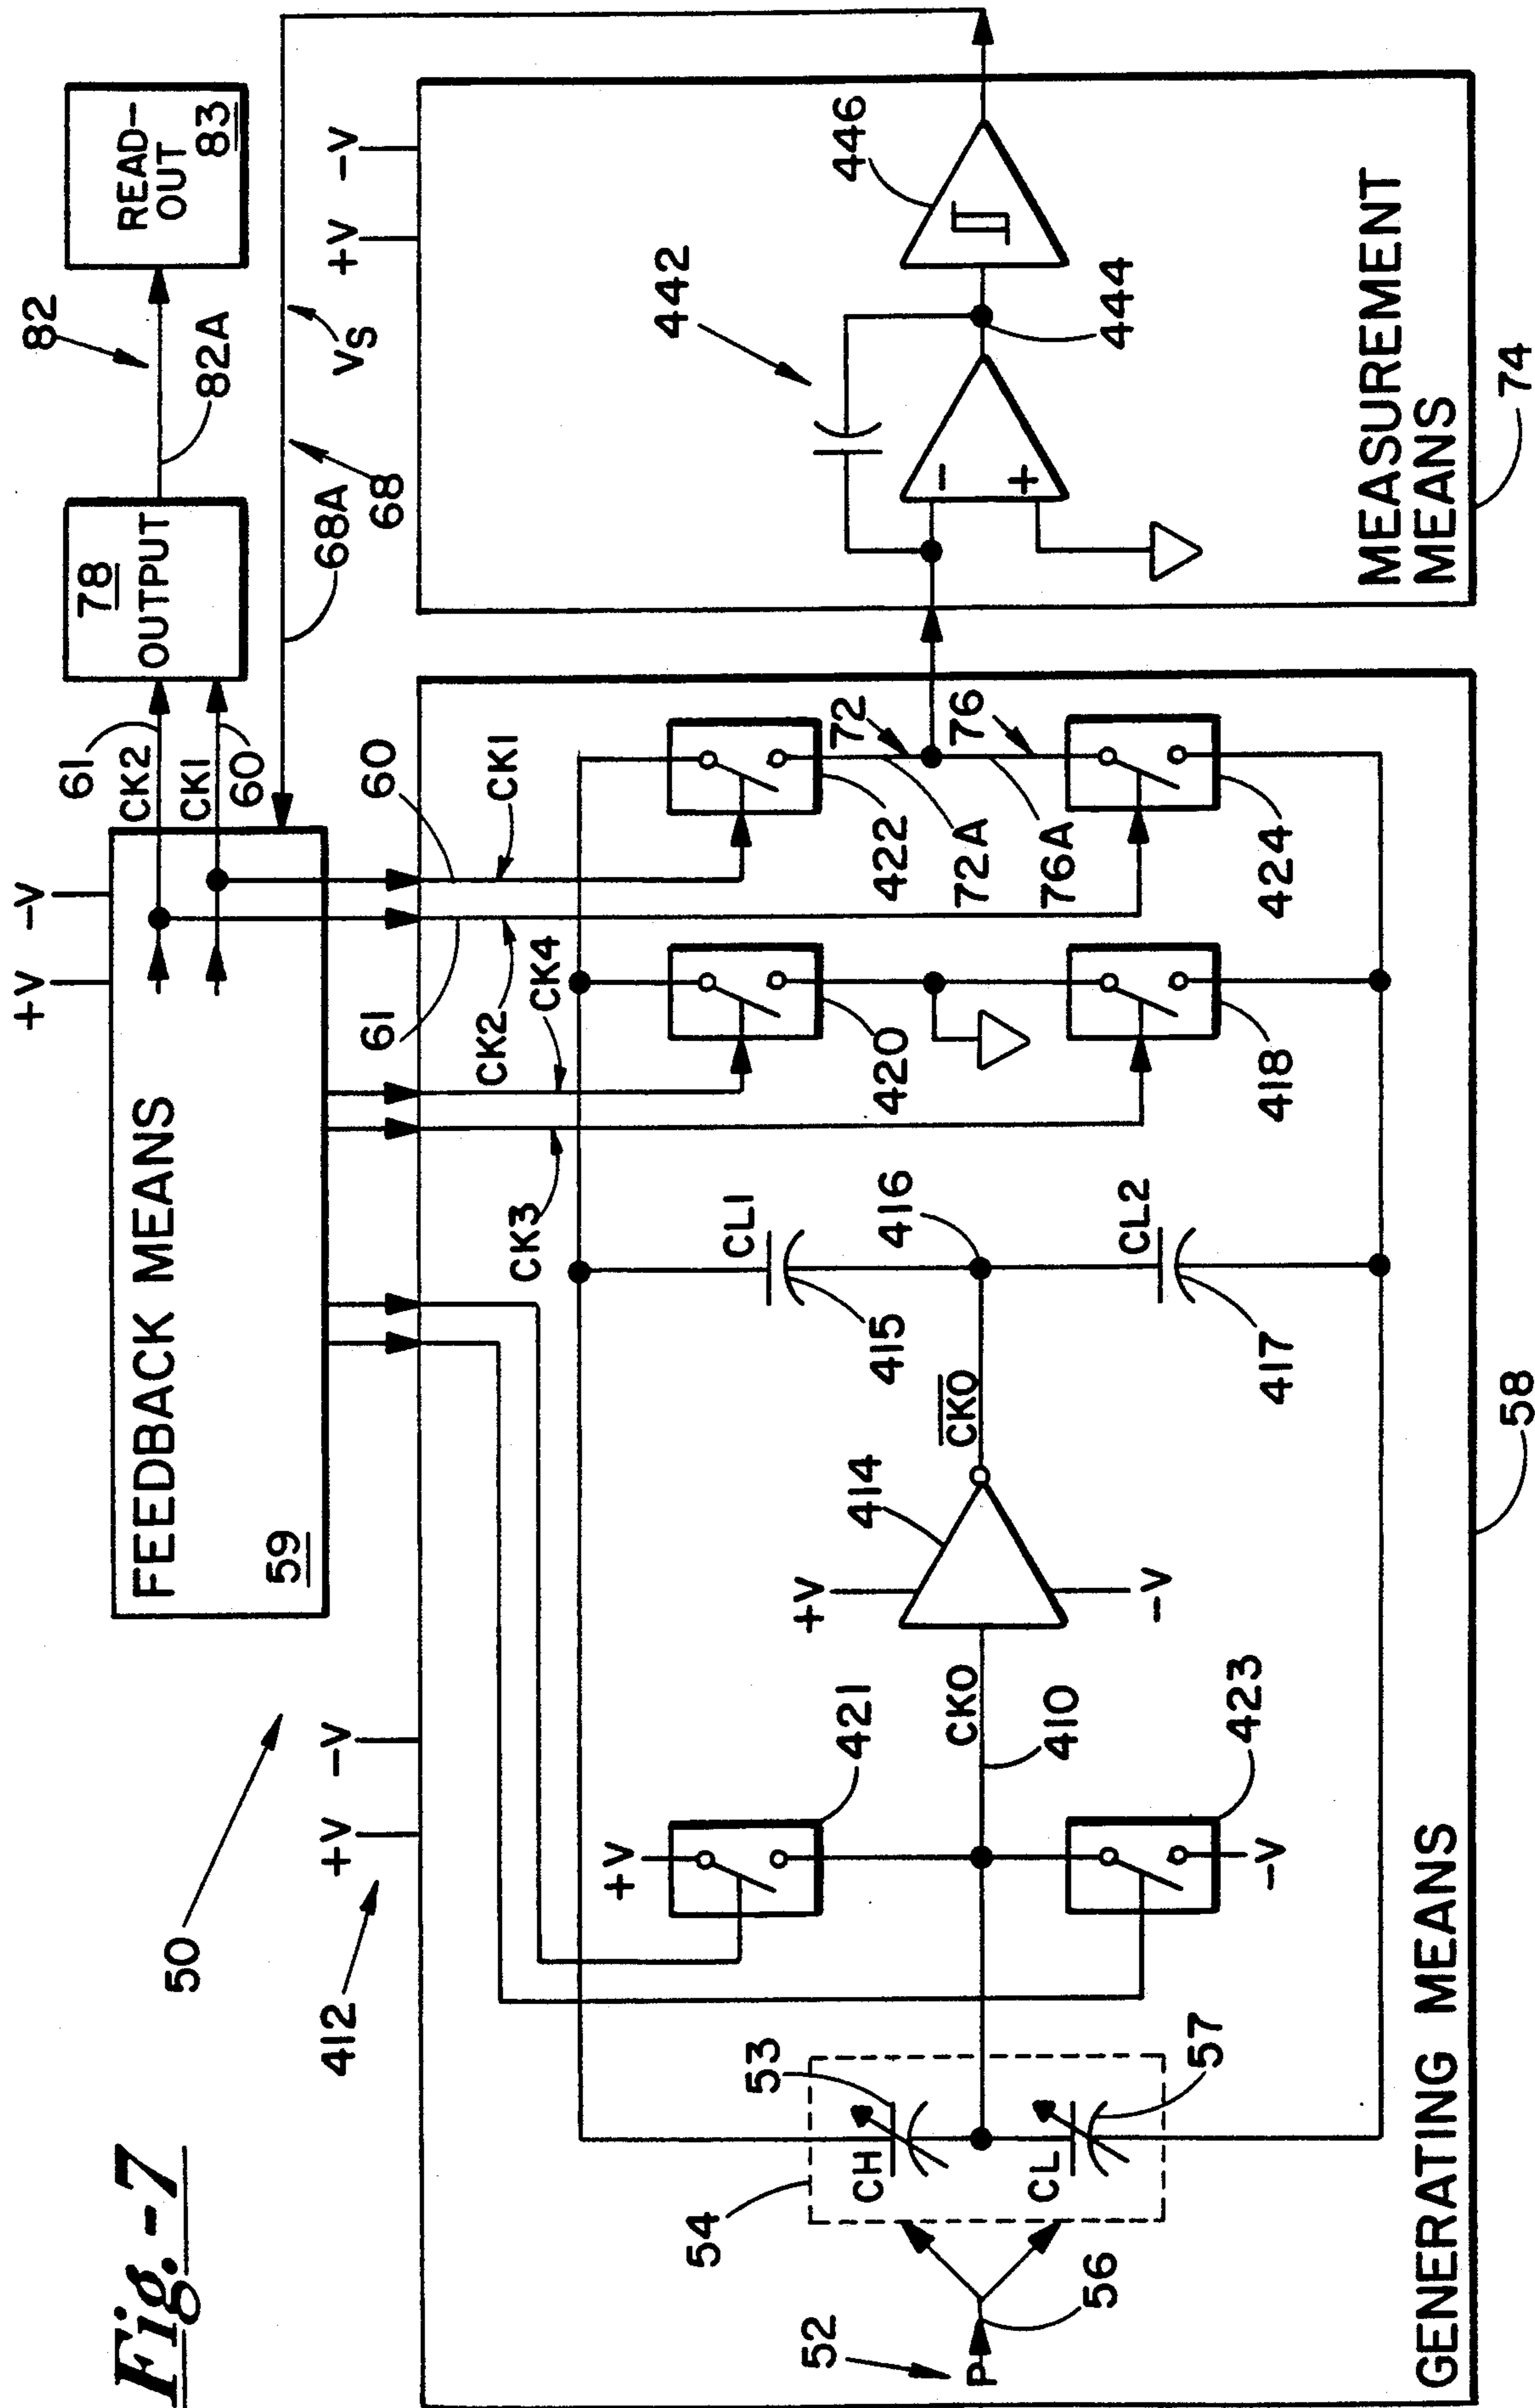 Fig.-7
50
412
+V -V
+V -V
FEEDBACK MEANS
59
61
CK2
CK1
60
78
OUTPUT
82
82A
READ-
OUT
83
68A
68
VS
+V -V
52
P
56
54
CH
53
CL
57
+V
421
423
-V
CK0
410
+V
414
-V
CK0
CL1
415
416
CL2
417
CK3
CK4
CK2
61
60
CK1
420
418
422
424
72
72A
76
76A
442
-
+
444
446
GENERATING MEANS
58
MEASUREMENT
MEANS
74